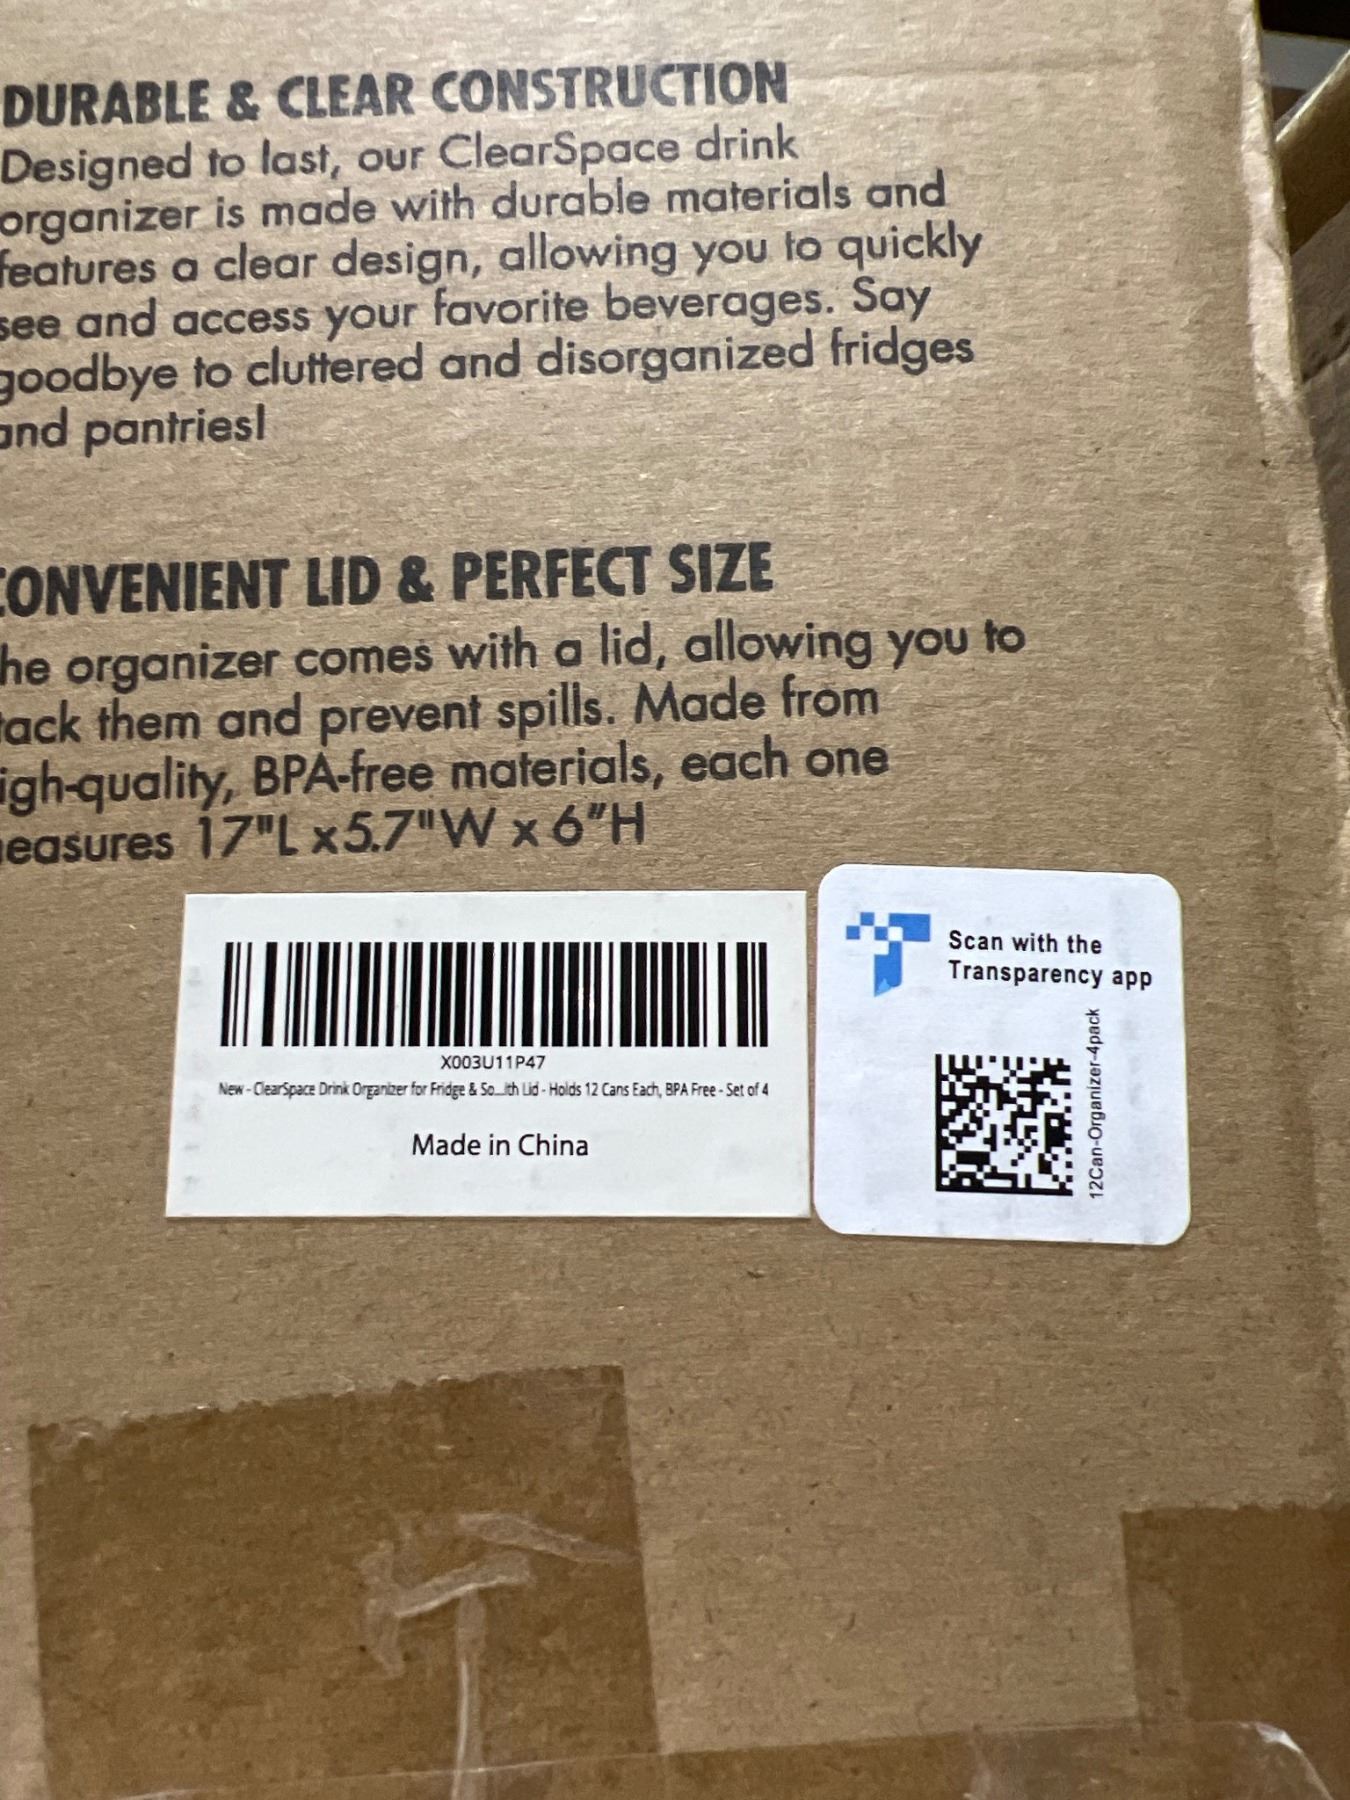 DURABLE & CLEAR CONSTRUCTION
Designed to last, our ClearSpace drink
organizer is made with durable materials and
features a clear design, allowing you to quickly
see and access your favorite beverages. Say
goodbye to cluttered and disorganized fridges
and pantries!
CONVENIENT LID & PERFECT SIZE
he organizer comes with a lid, allowing you to
tack them and prevent spills. Made from
igh-quality, BPA-free materials, each one
easures 17"L x5.7"W x 6"H
X003U11P47
New - ClearSpace Drink Organizer for Fridge & So...ith Lid - Holds 12 Cans Each, BPA Free - Set of 4
Made in China
Scan with the
Transparency app
12Can-Organizer-4pack